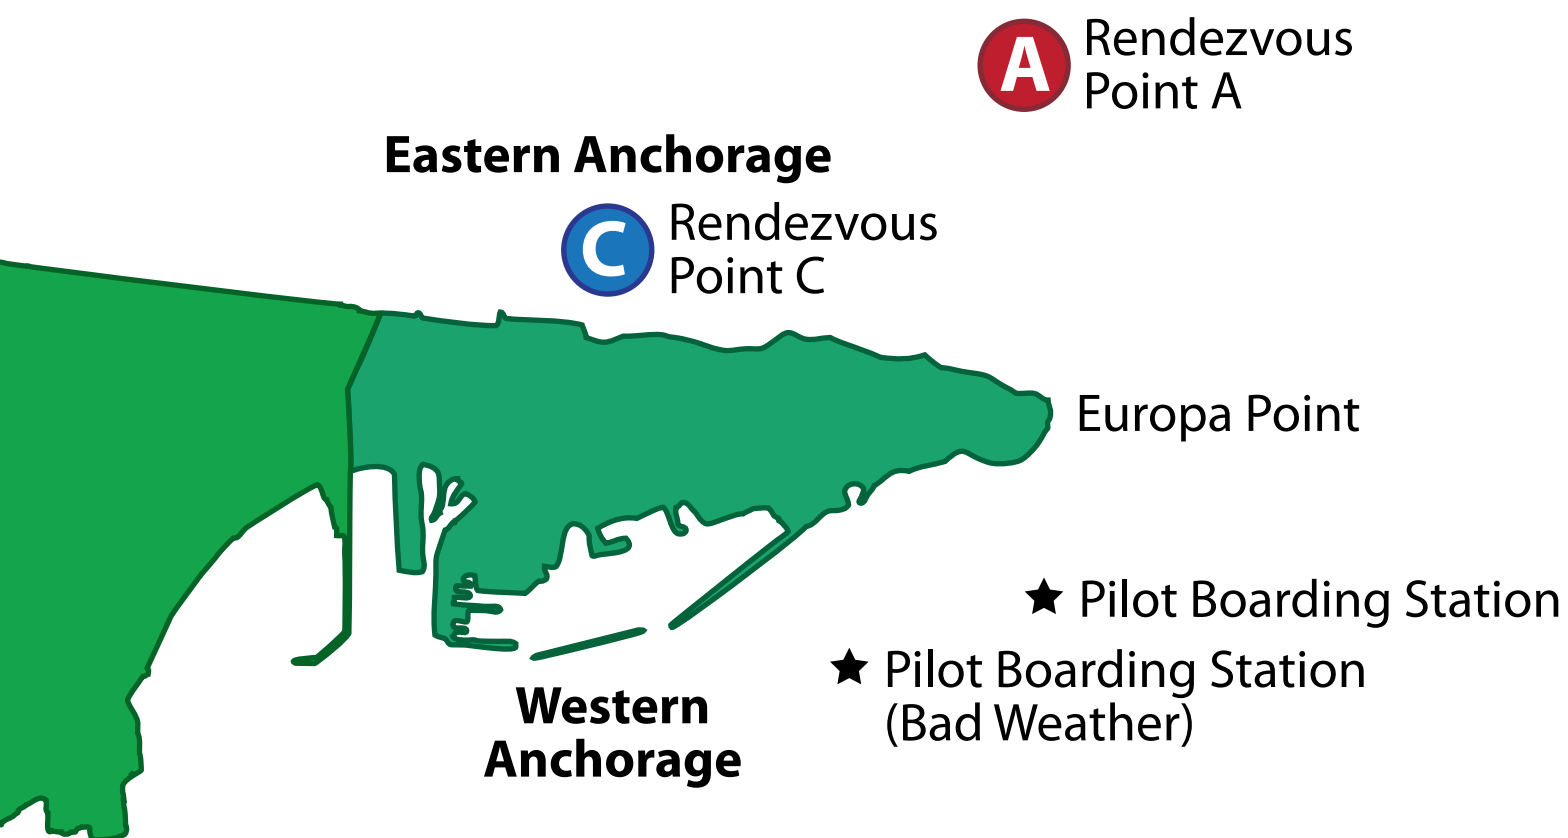 A
Rendezvous
Point A
Eastern Anchorage
C
Rendezvous
Point C
Europa Point
Pilot Boarding Station
Pilot Boarding Station
(Bad Weather)
Western
Anchorage